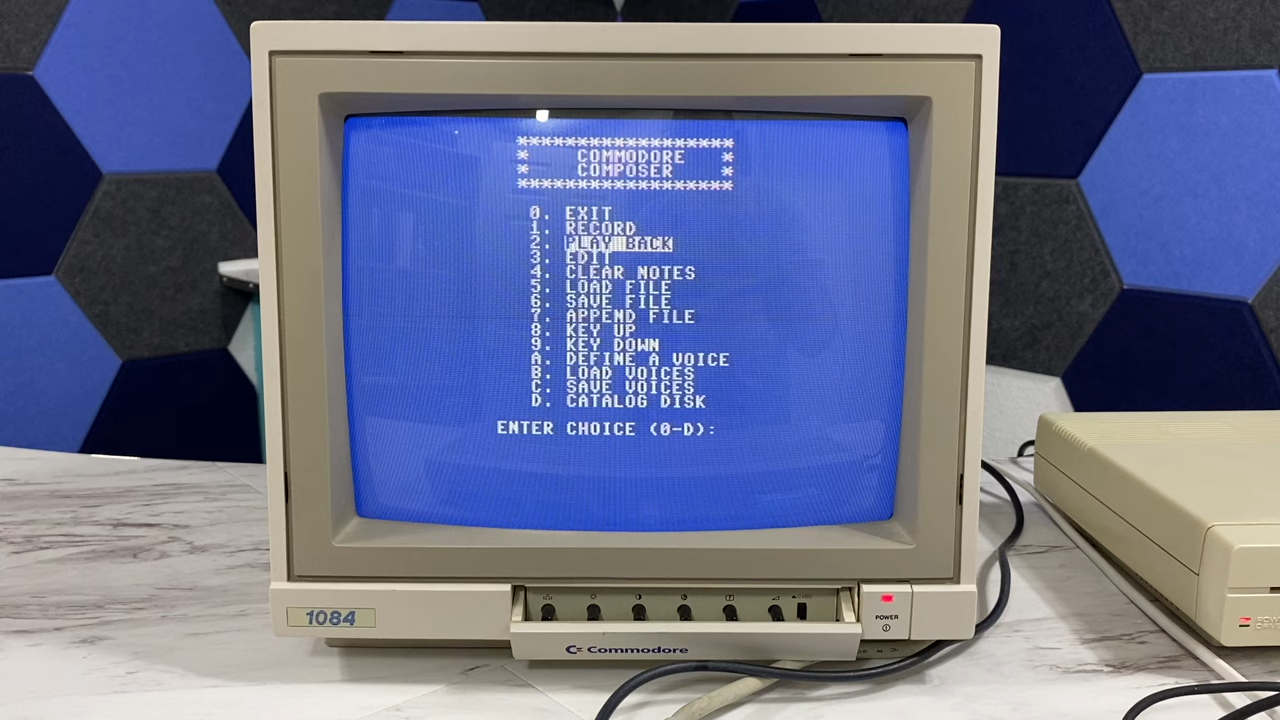 ***************
* COMMODORE *
* COMPOSER *
***************
0. EXIT
1. RECORD
2. PLAY BACK
3. EDIT
4. CLEAR NOTES
5. LOAD FILE
6. SAVE FILE
7. APPEND FILE
8. KEY UP
9. KEY DOWN
A. DEFINE A VOICE
B. LOAD VOICES
C. SAVE VOICES
D. CATALOG DISK
ENTER CHOICE (0-D):
1084
POWER
Commodore